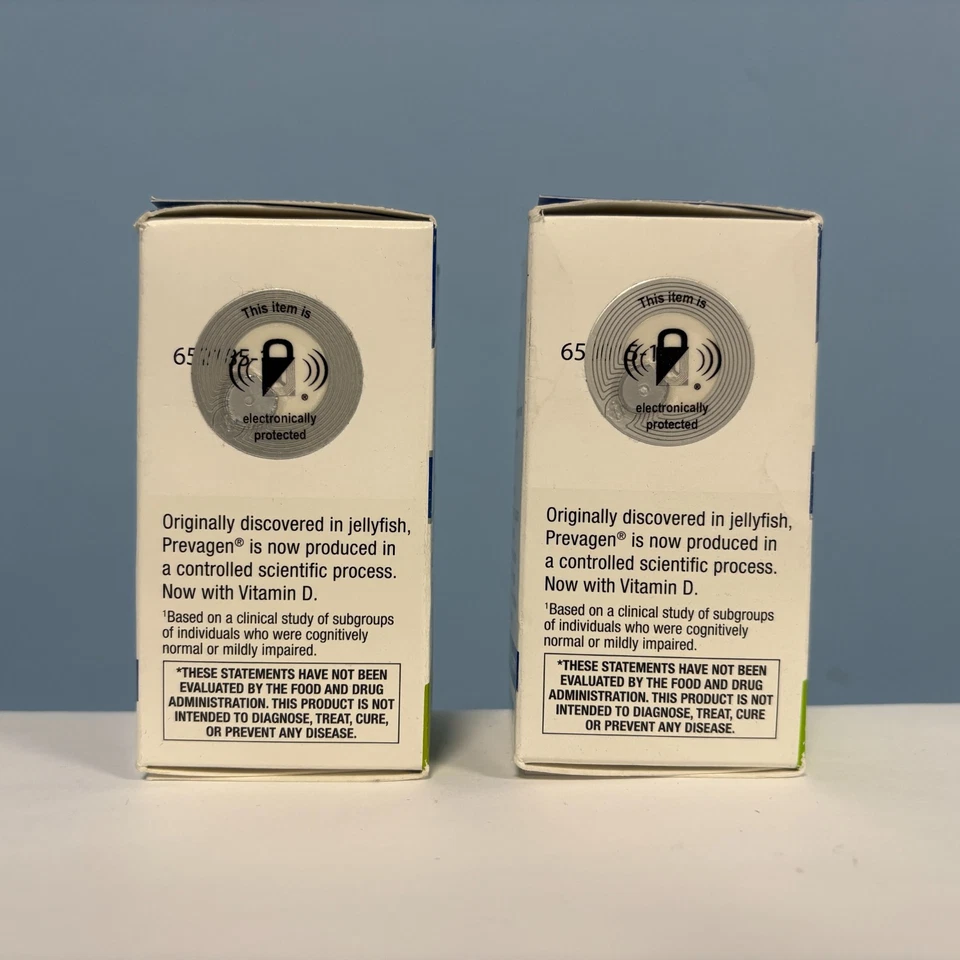 This item is
65
electronically
protected
Originally discovered in jellyfish,
Prevagen® is now produced in
a controlled scientific process.
Now with Vitamin D.
¹Based on a clinical study of subgroups
of individuals who were cognitively
normal or mildly impaired.
*THESE STATEMENTS HAVE NOT BEEN
EVALUATED BY THE FOOD AND DRUG
ADMINISTRATION. THIS PRODUCT IS NOT
INTENDED TO DIAGNOSE, TREAT, CURE,
OR PREVENT ANY DISEASE.
This item is
65
electronically
protected
Originally discovered in jellyfish,
Prevagen® is now produced in
a controlled scientific process.
Now with Vitamin D.
¹Based on a clinical study of subgroups
of individuals who were cognitively
normal or mildly impaired.
*THESE STATEMENTS HAVE NOT BEEN
EVALUATED BY THE FOOD AND DRUG
ADMINISTRATION. THIS PRODUCT IS NOT
INTENDED TO DIAGNOSE, TREAT, CURE
OR PREVENT ANY DISEASE.